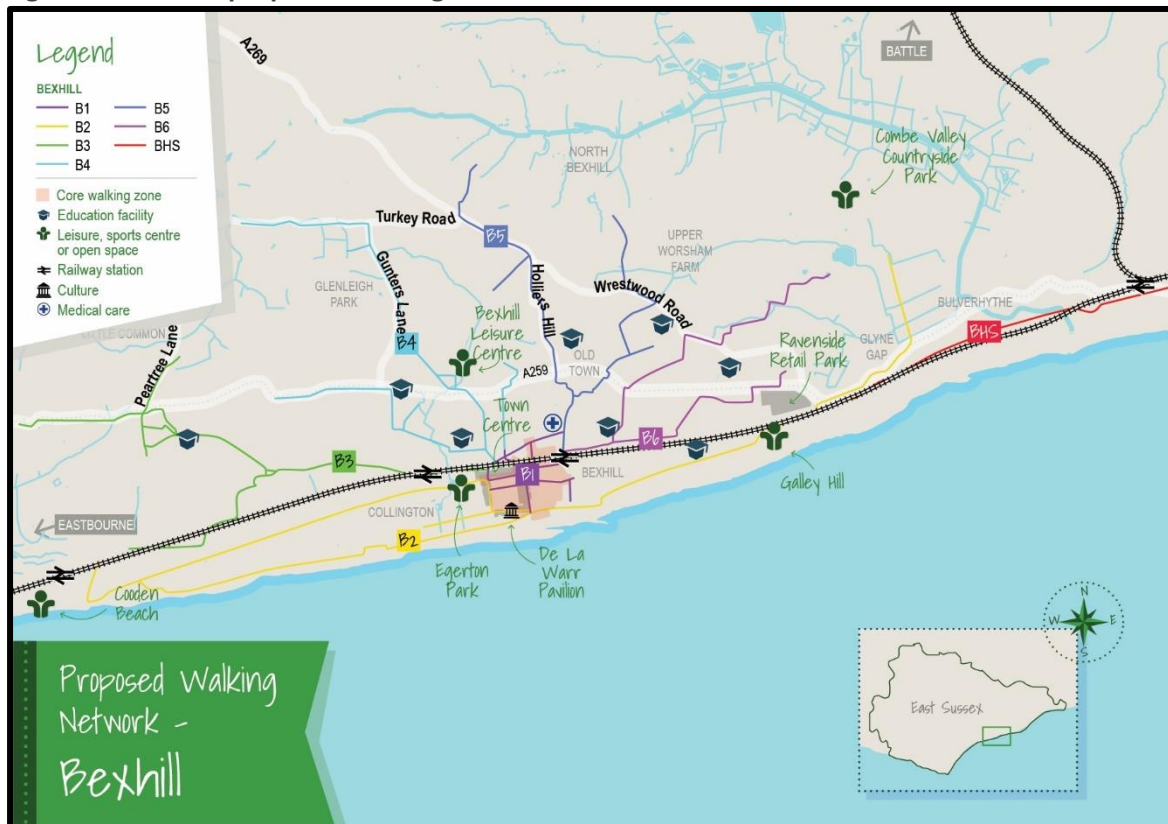 Legend
BEXHILL
B1
B2
B3
B4
B5
B6
BHS
Core walking zone
Education facility
Leisure, sports centre
or open space
Railway station
Culture
Medical care
A269
BATTLE
NORTH
BEXHILL
Combe Valley
Countryside
Park
Turkey Road
B5
UPPER
WORSHAM
FARM
GLENLEIGH
PARK
Gunters Lane
Holliers Hill
Wrestwood Road
BULVERHYTHE
Bexhill
Leisure
Centre
B4
BHS
Peartree Lane
OLD
TOWN
A259
GLYNE
GAP
Ravenside
Retail Park
Town
Centre
B6
B3
B1
BEXHILL
Galley Hill
COLLINGTON
EASTBOURNE
B2
Egerton
Park
De La
Warr
Pavilion
Cooden
Beach
N
W
E
S
East Sussex
Proposed Walking
Network -
Bexhill